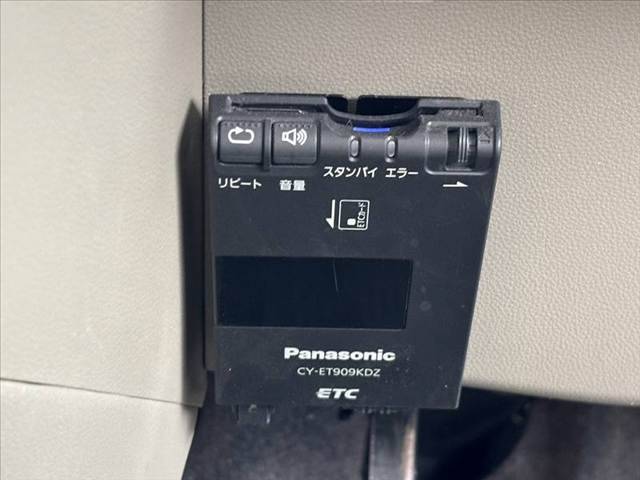 リピート 音量 スタンバイ エラー
ETCカード
Panasonic
CY-ET909KDZ
ETC